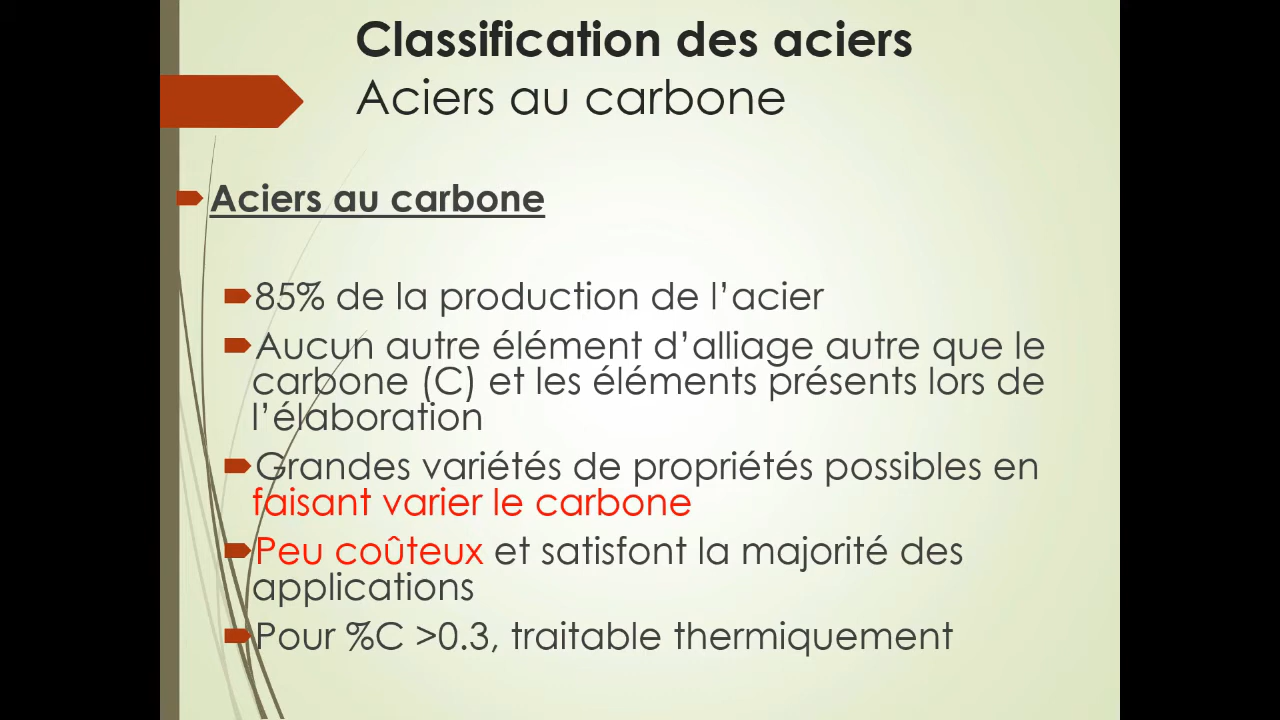 Classification des aciers
Aciers au carbone
Aciers au carbone
85% de la production de l’acier
Aucun autre élément d’alliage autre que le
carbone (C) et les éléments présents lors de
l’élaboration
Grandes variétés de propriétés possibles en
faisant varier le carbone
Peu coûteux et satisfont la majorité des
applications
Pour %C >0.3, traitable thermiquement